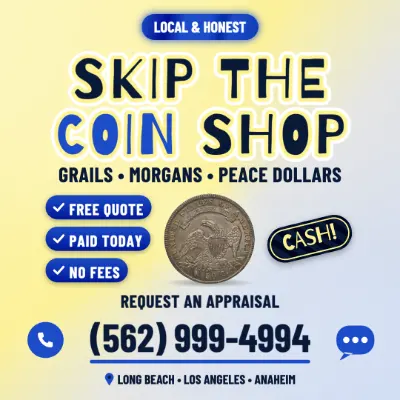 LOCAL & HONEST
SKIP THE
COIN SHOP
GRAILS • MORGANS • PEACE DOLLARS
FREE QUOTE
PAID TODAY
NO FEES
CASH!
REQUEST AN APPRAISAL
(562) 999-4994
LONG BEACH • LOS ANGELES • ANAHEIM